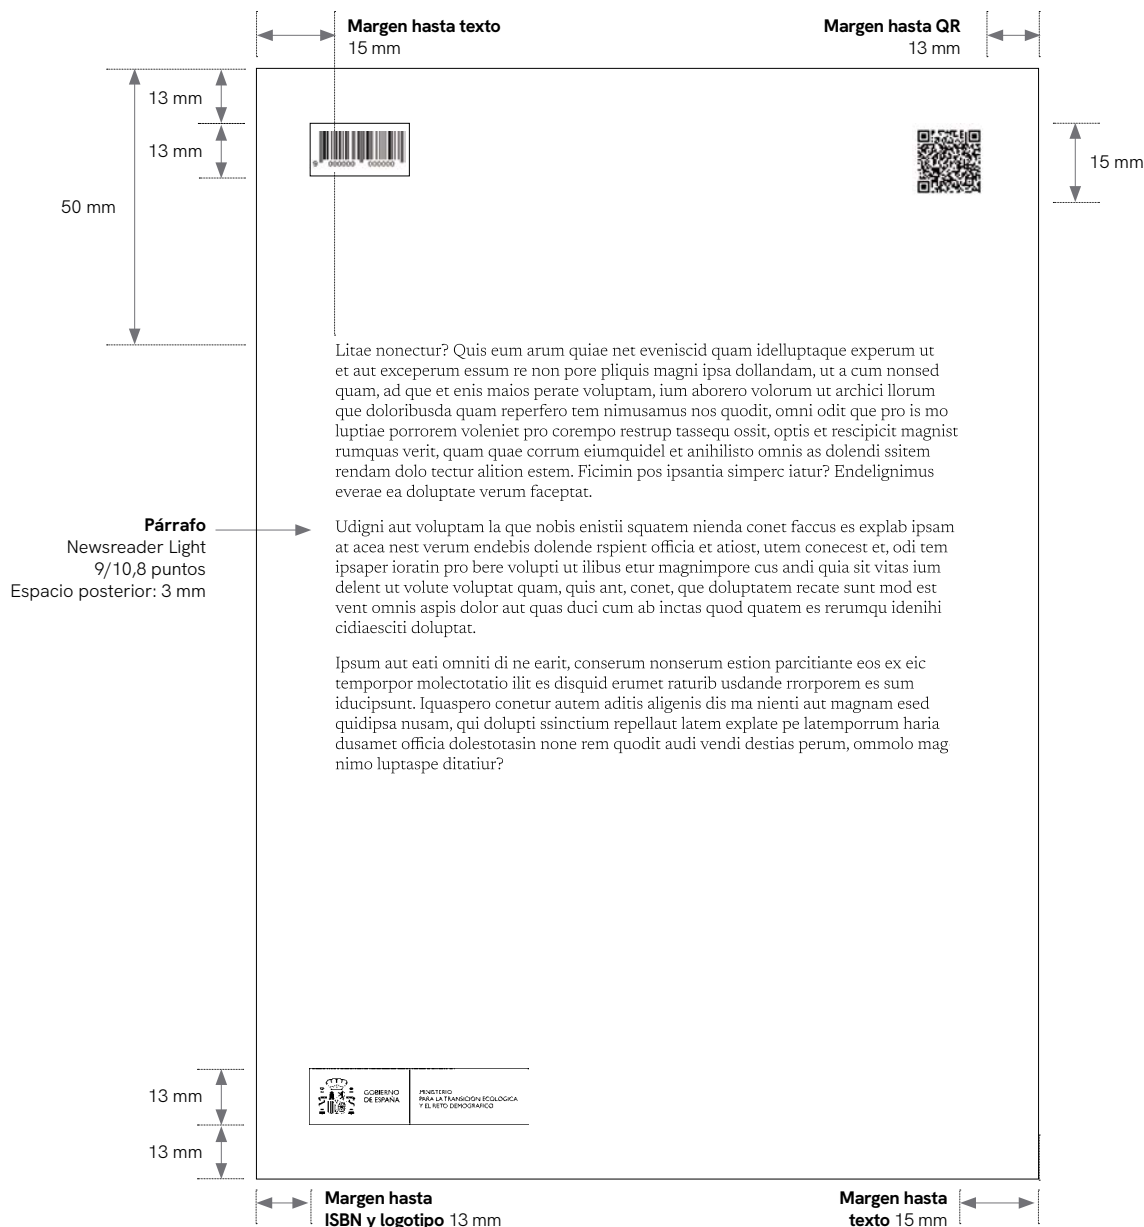 Margen hasta texto
15 mm
Margen hasta QR
13 mm
13 mm
13 mm
50 mm
15 mm
9 000000 000000
Litae nonectur? Quis eum arum quiae net eveniscid quam idelluptaque experum ut
et aut exceperum essum re non pore pliquis magni ipsa dollandam, ut a cum nonsed
quam, ad que et enis maios perate voluptam, ium aborero volorum ut archici llorum
que doloribusda quam reperfero tem nimusamus nos quodit, omni odit que pro is mo
luptiae porrorem voleniet pro corempo restrup tassequ ossit, optis et rescipicit magnist
rumquas verit, quam quae corrum eiumquidel et anihilisto omnis as dolendi ssitem
rendam dolo tectur alition estem. Ficimin pos ipsantia simperc iatur? Endelignimus
everae ea doluptate verum faceptat.
Párrafo
Newsreader Light
9/10,8 puntos
Espacio posterior: 3 mm
Udigni aut voluptam la que nobis enistii squatem nienda conet faccus es explab ipsam
at acea nest verum endebis dolende rspient officia et atiost, utem conecest et, odi tem
ipsaper ioratin pro bere volupti ut ilibus etur magnimpore cus andi quia sit vitas ium
delent ut volute voluptat quam, quis ant, conet, que doluptatem recate sunt mod est
vent omnis aspis dolor aut quas duci cum ab inctas quod quatem es rerumqu idenihi
cidiaesciti doluptat.
Ipsum aut eati omniti di ne earit, conserum nonserum estion parcitiante eos ex eic
temporpor molectotatio ilit es disquid erumet raturib usdande rrorporem es sum
iducipsunt. Iquaspero conetur autem aditis aligenis dis ma nienti aut magnam esed
quidipsa nusam, qui dolupti ssinctium repellaut latem explate pe latemporrum haria
dusamet officia dolestotasin none rem quodit audi vendi destias perum, ommolo mag
nimo luptaspe ditatiur?
13 mm
13 mm
GOBIERNO
DE ESPAÑA
MINISTERIO
PARA LA TRANSICIÓN ECOLÓGICA
Y EL RETO DEMOGRÁFICO
Margen hasta
ISBN y logotipo 13 mm
Margen hasta
texto 15 mm